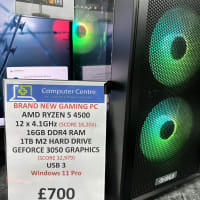 Computer Centre
BRAND NEW GAMING PC
AMD RYZEN 5 4500
12 x 4.1GHz (SCORE 16,204)
16GB DDR4 RAM
1TB M2 HARD DRIVE
GEFORCE 3050 GRAPHICS
(SCORE 12,979)
USB 3
Windows 11 Pro
£700